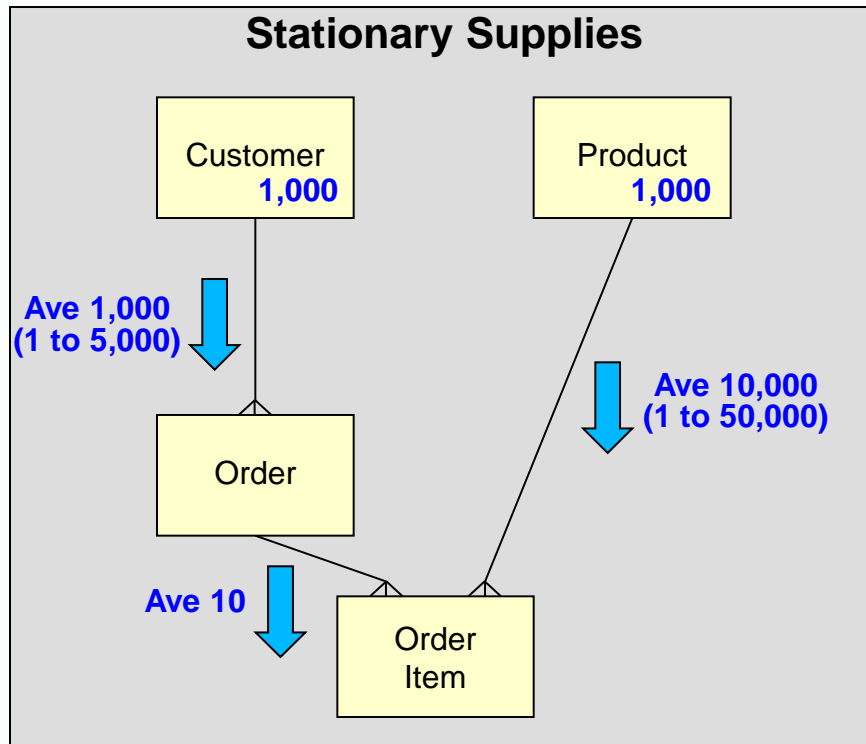 Stationary Supplies
Customer
1,000
Product
1,000
Ave 1,000
(1 to 5,000)
Ave 10,000
(1 to 50,000)
Order
Ave 10
Order
Item